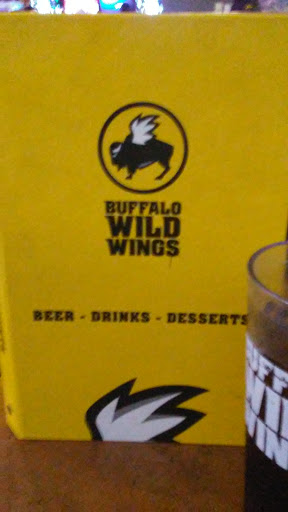 BUFFALO
WILD
WINGS
BEER - DRINKS - DESSERTS